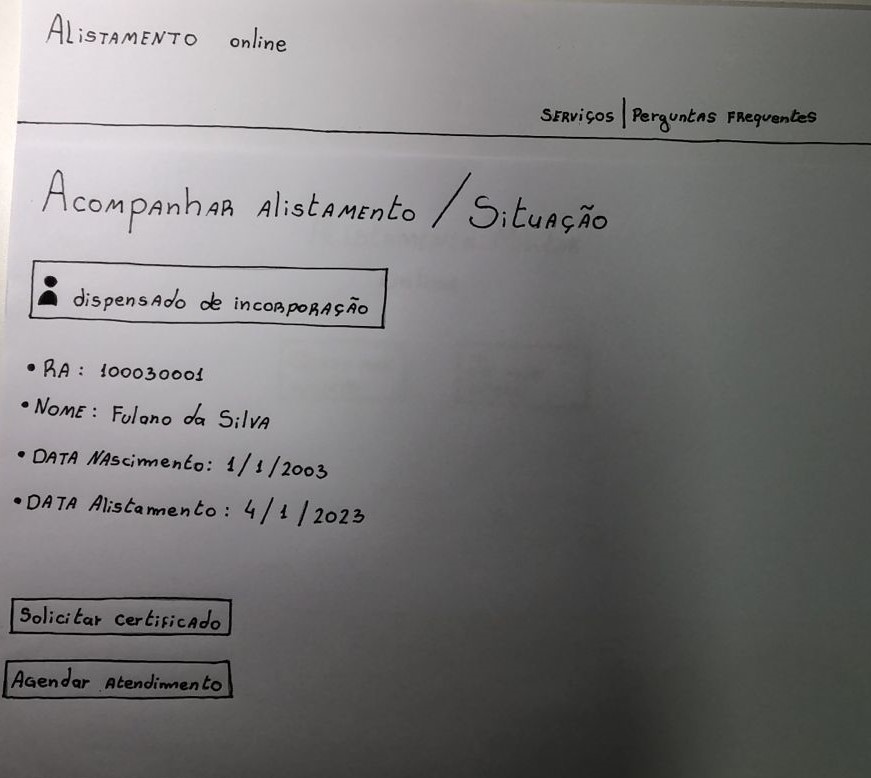 ALISTAMENTO online
SERVIÇOS | Perguntas Frequentes
Acompanhar Alistamento / Situação
dispensado de incorporação
• RA: 100030001
• NOME: Fulano da Silva
• DATA Nascimento: 1/1/2003
• DATA Alistamento: 4/1/2023
Solicitar certificado
Agendar Atendimento